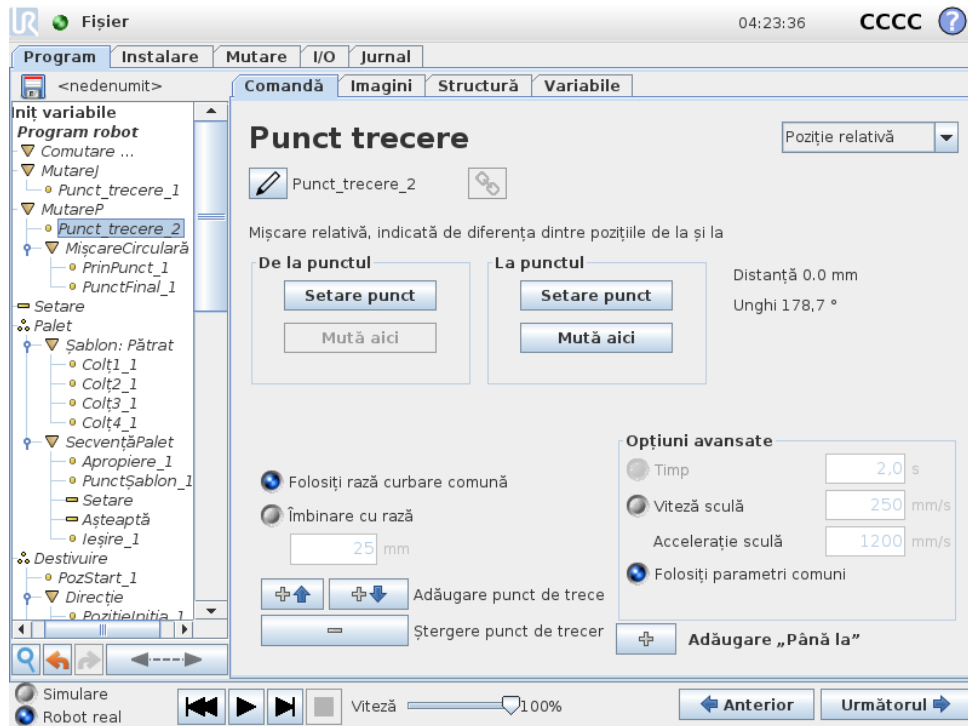 UR Fișier 04:23:36 CCCC ?
Program Instalare Mutare I/O Jurnal
<nedenumit> Comandă Imagini Structură Variabile
Iniț variabile
Program robot
Comutare ...
MutareJ
Punct_trecere_1
MutareP
Punct_trecere_2
MișcareCirculară
PrinPunct_1
PunctFinal_1
Setare
Palet
Șablon: Pătrat
Colț1_1
Colț2_1
Colț3_1
Colț4_1
SecvențăPalet
Apropiere_1
PunctȘablon_1
Setare
Așteaptă
Ieșire_1
Destivuire
PozStart_1
Direcție
PozitieInitia_1
Punct trecere
Poziție relativă
Punct_trecere_2
Mișcare relativă, indicată de diferența dintre pozițiile de la și la
De la punctul
Setare punct
Mută aici
La punctul
Setare punct
Mută aici
Distanță 0.0 mm
Unghi 178,7 °
Folosiți rază curbare comună
Îmbinare cu rază
25 mm
Adăugare punct de trece
Ștergere punct de trecer
Opțiuni avansate
Timp 2,0 s
Viteză sculă 250 mm/s
Accelerație sculă 1200 mm/s
Folosiți parametri comuni
Adăugare „Până la”
Simulare
Robot real
Viteză 100%
Anterior
Următorul